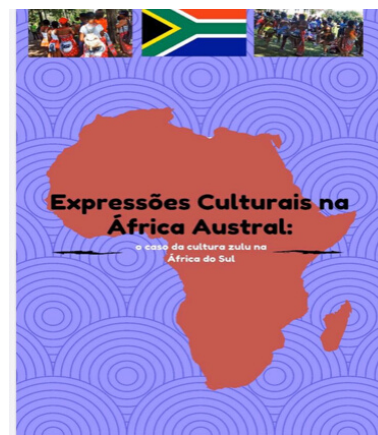 Expressões Culturais na
África Austral:
o caso da cultura zulu na
África do Sul